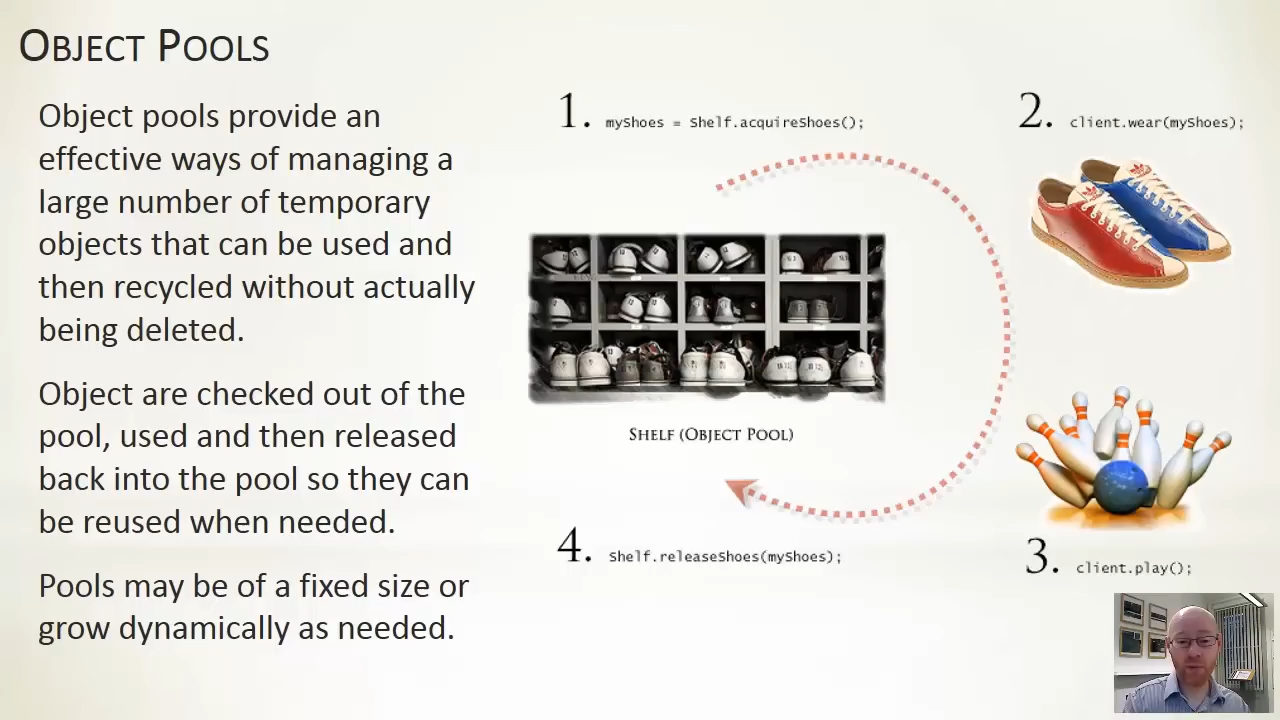 OBJECT POOLS
Object pools provide an
effective ways of managing a
large number of temporary
objects that can be used and
then recycled without actually
being deleted.
Object are checked out of the
pool, used and then released
back into the pool so they can
be reused when needed.
Pools may be of a fixed size or
grow dynamically as needed.
1. myShoes = Shelf.acquireShoes();
2. client.wear(myShoes);
SHELF (OBJECT POOL)
4. Shelf.releaseShoes(myShoes);
3. client.play();